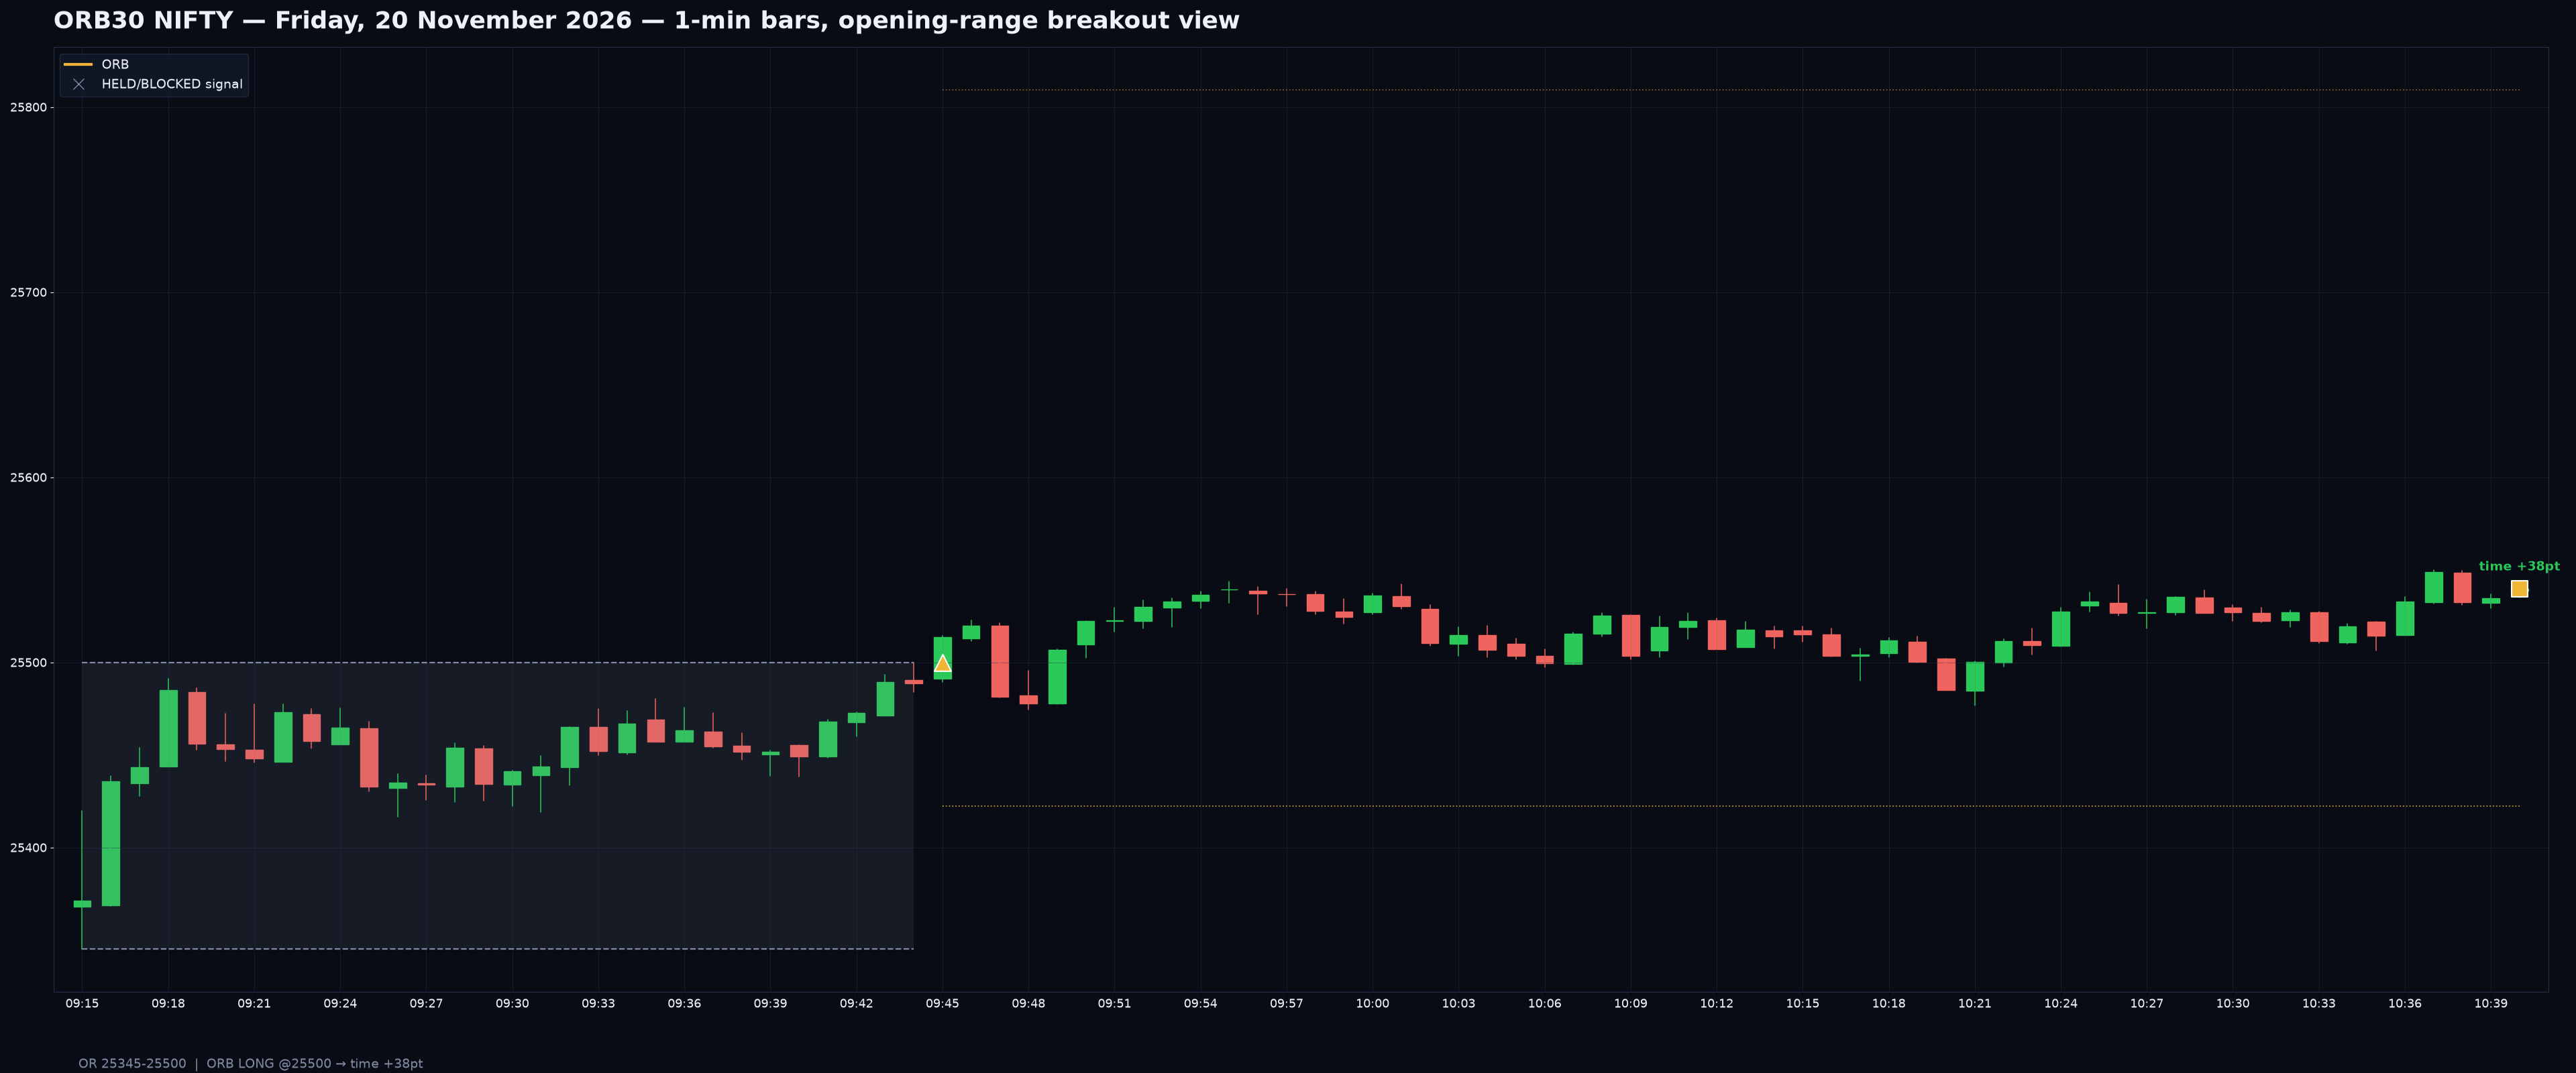 ORB30 NIFTY — Friday, 20 November 2026 — 1-min bars, opening-range breakout view
ORB
HELD/BLOCKED signal
25800
25700
25600
25500
25400
time +38pt
09:15 09:18 09:21 09:24 09:27 09:30 09:33 09:36 09:39 09:42 09:45 09:48 09:51 09:54 09:57 10:00 10:03 10:06 10:09 10:12 10:15 10:18 10:21 10:24 10:27 10:30 10:33 10:36 10:39
OR 25345-25500 | ORB LONG @25500 → time +38pt